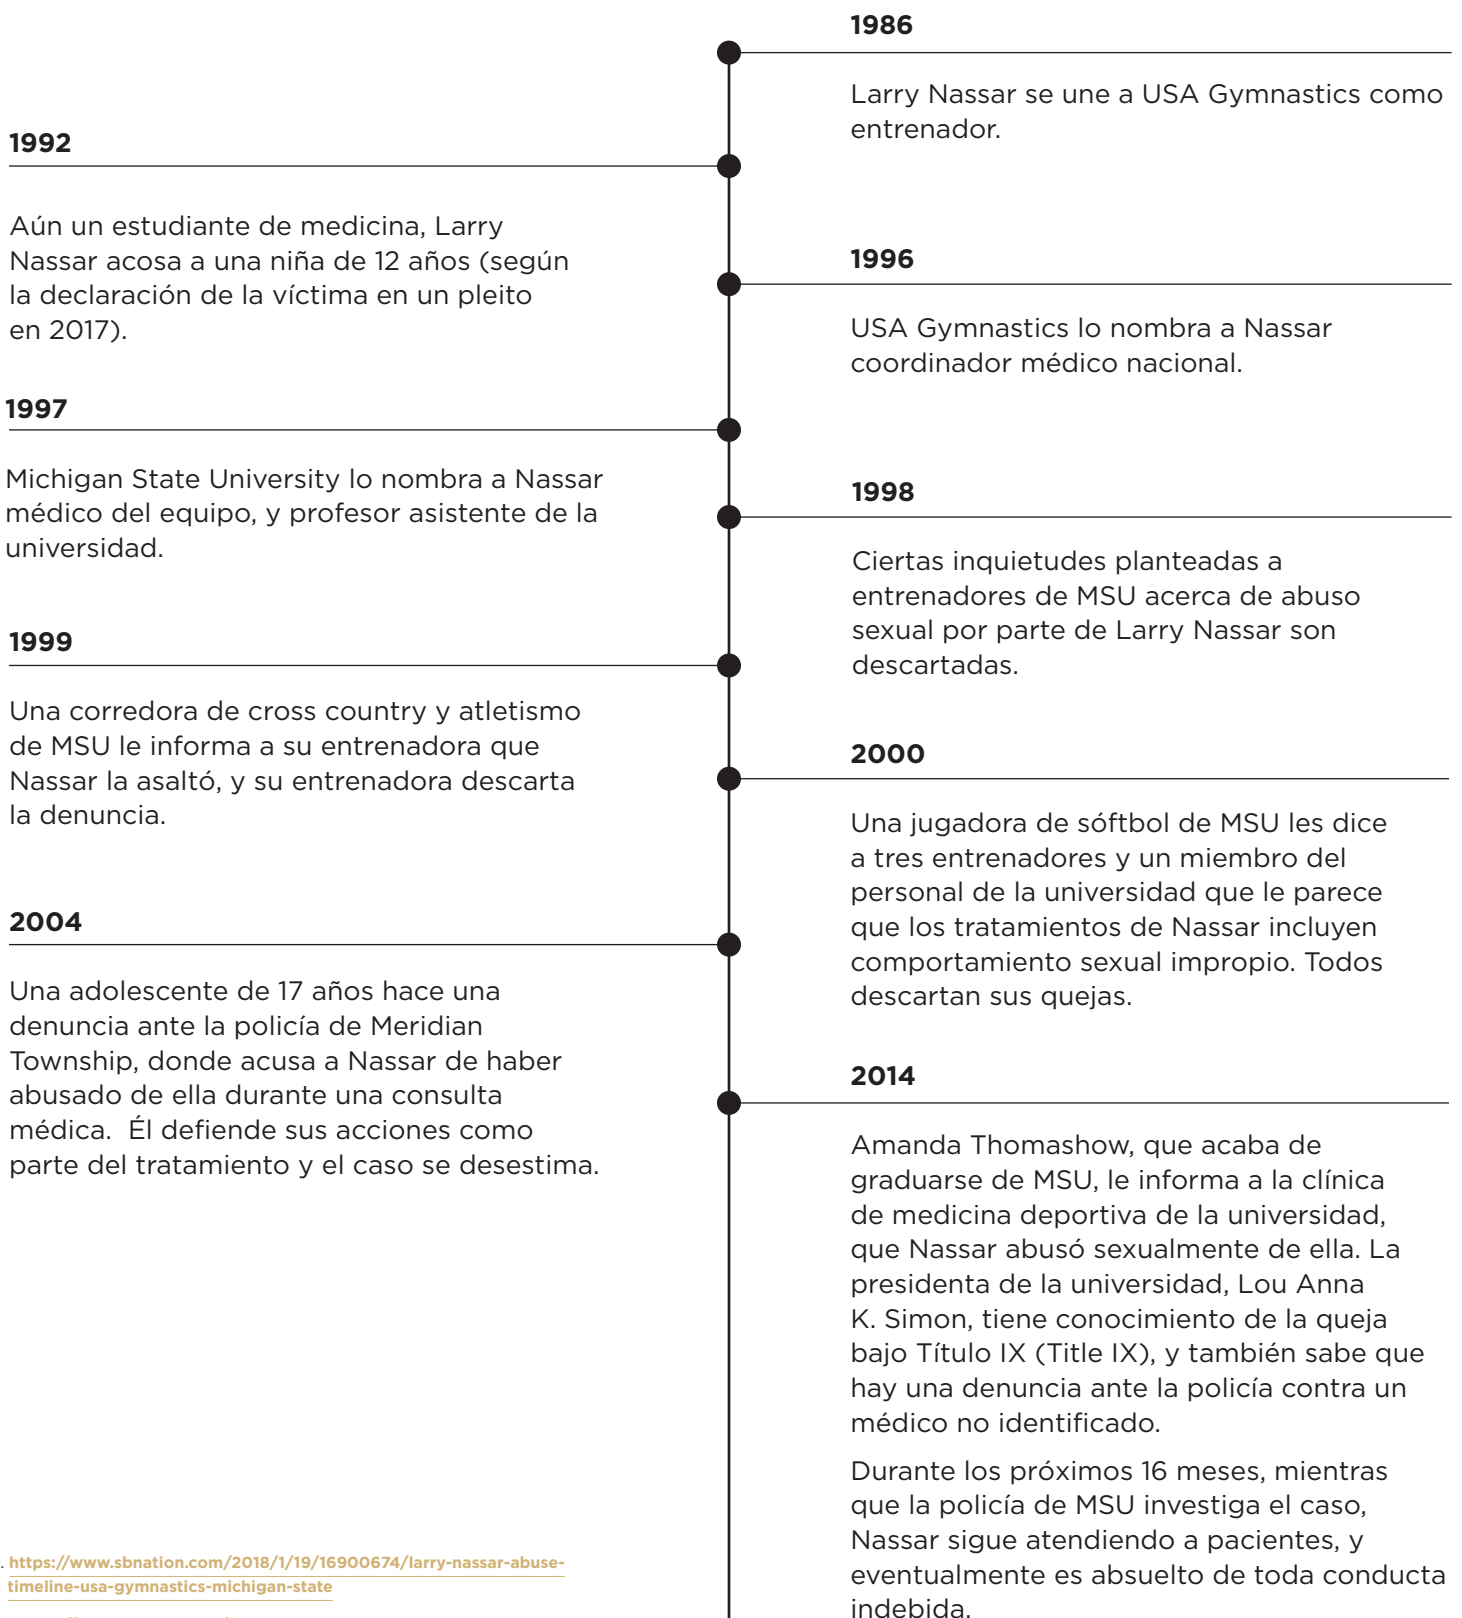 1986
Larry Nassar se une a USA Gymnastics como
entrenador.
1992
Aún un estudiante de medicina, Larry
Nassar acosa a una niña de 12 años (según
la declaración de la víctima en un pleito
en 2017).
1996
USA Gymnastics lo nombra a Nassar
coordinador médico nacional.
1997
Michigan State University lo nombra a Nassar
médico del equipo, y profesor asistente de la
universidad.
1998
Ciertas inquietudes planteadas a
entrenadores de MSU acerca de abuso
sexual por parte de Larry Nassar son
descartadas.
1999
Una corredora de cross country y atletismo
de MSU le informa a su entrenadora que
Nassar la asaltó, y su entrenadora descarta
la denuncia.
2000
Una jugadora de sóftbol de MSU les dice
a tres entrenadores y un miembro del
personal de la universidad que le parece
que los tratamientos de Nassar incluyen
comportamiento sexual impropio. Todos
descartan sus quejas.
2004
Una adolescente de 17 años hace una
denuncia ante la policía de Meridian
Township, donde acusa a Nassar de haber
abusado de ella durante una consulta
médica.  Él defiende sus acciones como
parte del tratamiento y el caso se desestima.
2014
Amanda Thomashow, que acaba de
graduarse de MSU, le informa a la clínica
de medicina deportiva de la universidad,
que Nassar abusó sexualmente de ella. La
presidenta de la universidad, Lou Anna
K. Simon, tiene conocimiento de la queja
bajo Título IX (Title IX), y también sabe que
hay una denuncia ante la policía contra un
médico no identificado.
Durante los próximos 16 meses, mientras
que la policía de MSU investiga el caso,
Nassar sigue atendiendo a pacientes, y
eventualmente es absuelto de toda conducta
indebida.
. https://www.sbnation.com/2018/1/19/16900674/larry-nassar-abuse-
timeline-usa-gymnastics-michigan-state